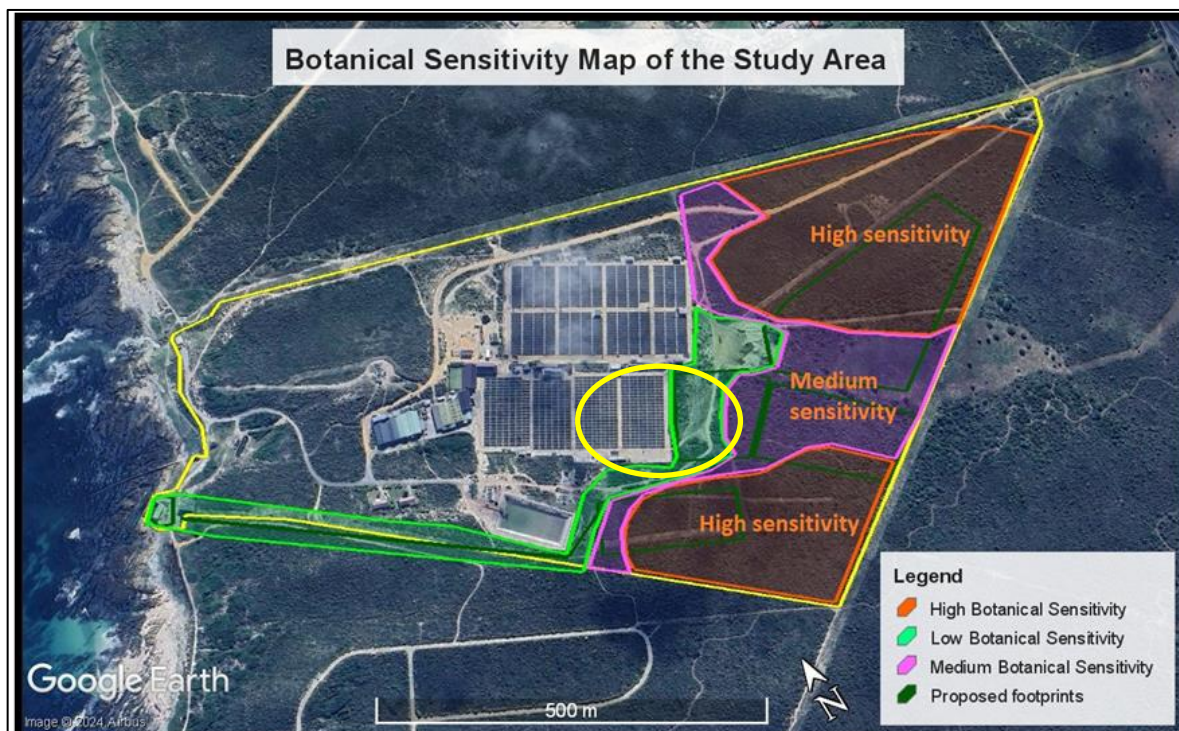 Botanical Sensitivity Map of the Study Area
High sensitivity
Medium
sensitivity
High sensitivity
Legend
High Botanical Sensitivity
Low Botanical Sensitivity
Medium Botanical Sensitivity
Proposed footprints
N
Google Earth
500 m
Image © 2024 Airbus